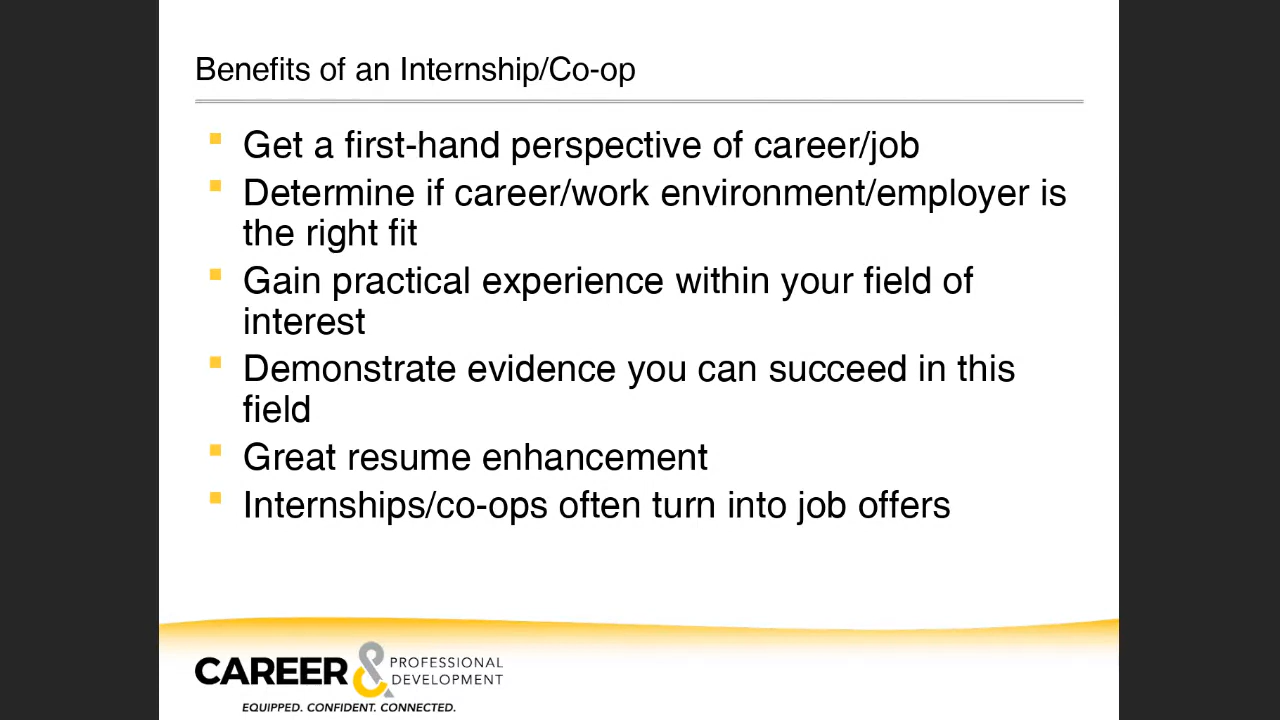 Benefits of an Internship/Co-op
Get a first-hand perspective of career/job
Determine if career/work environment/employer is
the right fit
Gain practical experience within your field of
interest
Demonstrate evidence you can succeed in this
field
Great resume enhancement
Internships/co-ops often turn into job offers
CAREER & PROFESSIONAL
DEVELOPMENT
EQUIPPED. CONFIDENT. CONNECTED.